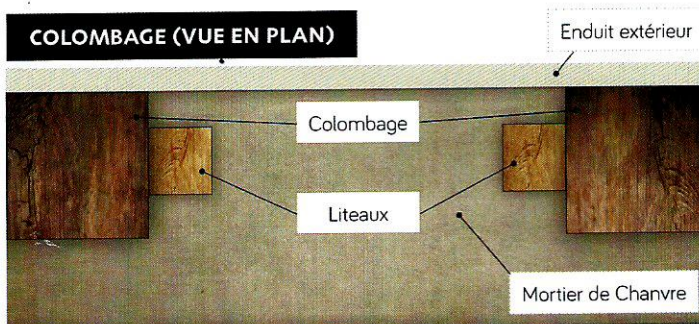 COLOMBAGE (VUE EN PLAN)
Enduit extérieur
Colombage
Liteaux
Mortier de Chanvre